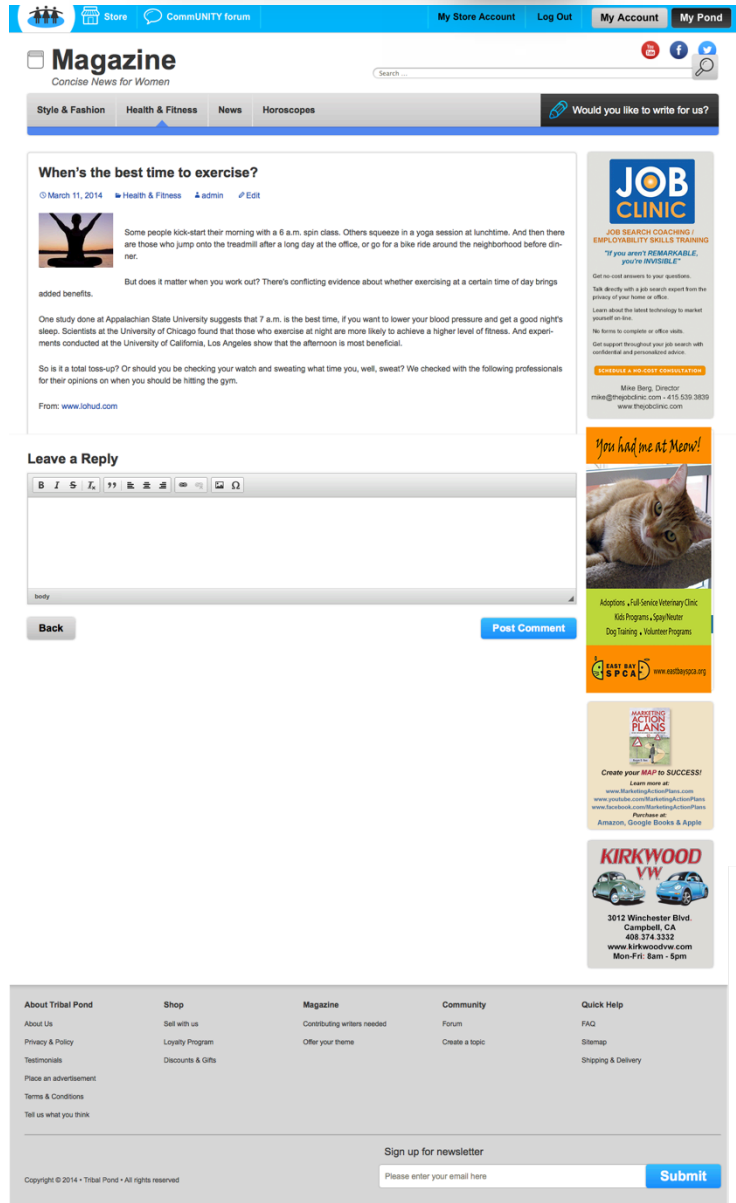 Store
CommUNITY forum
My Store Account
Log Out
My Account
My Pond
Magazine
Concise News for Women
You
Search ...
Style & Fashion
Health & Fitness
News
Horoscopes
Would you like to write for us?
When's the best time to exercise?
March 11, 2014 Health & Fitness admin Edit
Some people kick-start their morning with a 6 a.m. spin class. Others squeeze in a yoga session at lunchtime. And then there
are those who jump onto the treadmill after a long day at the office, or go for a bike ride around the neighborhood before din-
ner.
But does it matter when you work out? There's conflicting evidence about whether exercising at a certain time of day brings
added benefits.
One study done at Appalachian State University suggests that 7 a.m. is the best time, if you want to lower your blood pressure and get a good night's
sleep. Scientists at the University of Chicago found that those who exercise at night are more likely to achieve a higher level of fitness. And experi-
ments conducted at the University of California, Los Angeles show that the afternoon is most beneficial.
So is it a total toss-up? Or should you be checking your watch and sweating what time you, well, sweat? We checked with the following professionals
for their opinions on when you should be hitting the gym.
From: www.lohud.com
Leave a Reply
B I S Tx
body
Back
Post Comment
JOB
CLINIC
JOB SEARCH COACHING /
EMPLOYABILITY SKILLS TRAINING
"If you aren't REMARKABLE,
you're INVISIBLE"
Get no-cost answers to your questions.
Talk directly with a job search expert from the
privacy of your home or office.
Learn about the latest technology to market
yourself on-line.
No forms to complete or office visits.
Get support throughout your job search with
confidential and personalized advice.
SCHEDULE A NO-COST CONSULTATION
Mike Berg, Director
mike@thejobclinic.com - 415.539.3839
www.thejobclinic.com
You had me at Meow!
Adoptions • Full-Service Veterinary Clinic
Kids Programs • Spay/Neuter
Dog Training • Volunteer Programs
EAST BAY
SPCA
www.eastbayspca.org
MARKETING
ACTION
PLANS
Create your MAP to SUCCESS!
Learn more at:
www.MarketingActionPlans.com
www.youtube.com/MarketingActionPlans
www.facebook.com/MarketingActionPlans
Purchase at:
Amazon, Google Books & Apple
KIRKWOOD
VW
3012 Winchester Blvd.
Campbell, CA
408.374.3332
www.kirkwoodvw.com
Mon-Fri: 8am - 5pm
About Tribal Pond
About Us
Privacy & Policy
Testimonials
Place an advertisement
Terms & Conditions
Tell us what you think
Shop
Sell with us
Loyalty Program
Discounts & Gifts
Magazine
Contributing writers needed
Offer your theme
Community
Forum
Create a topic
Quick Help
FAQ
Sitemap
Shipping & Delivery
Sign up for newsletter
Please enter your email here
Submit
Copyright © 2014 • Tribal Pond • All rights reserved